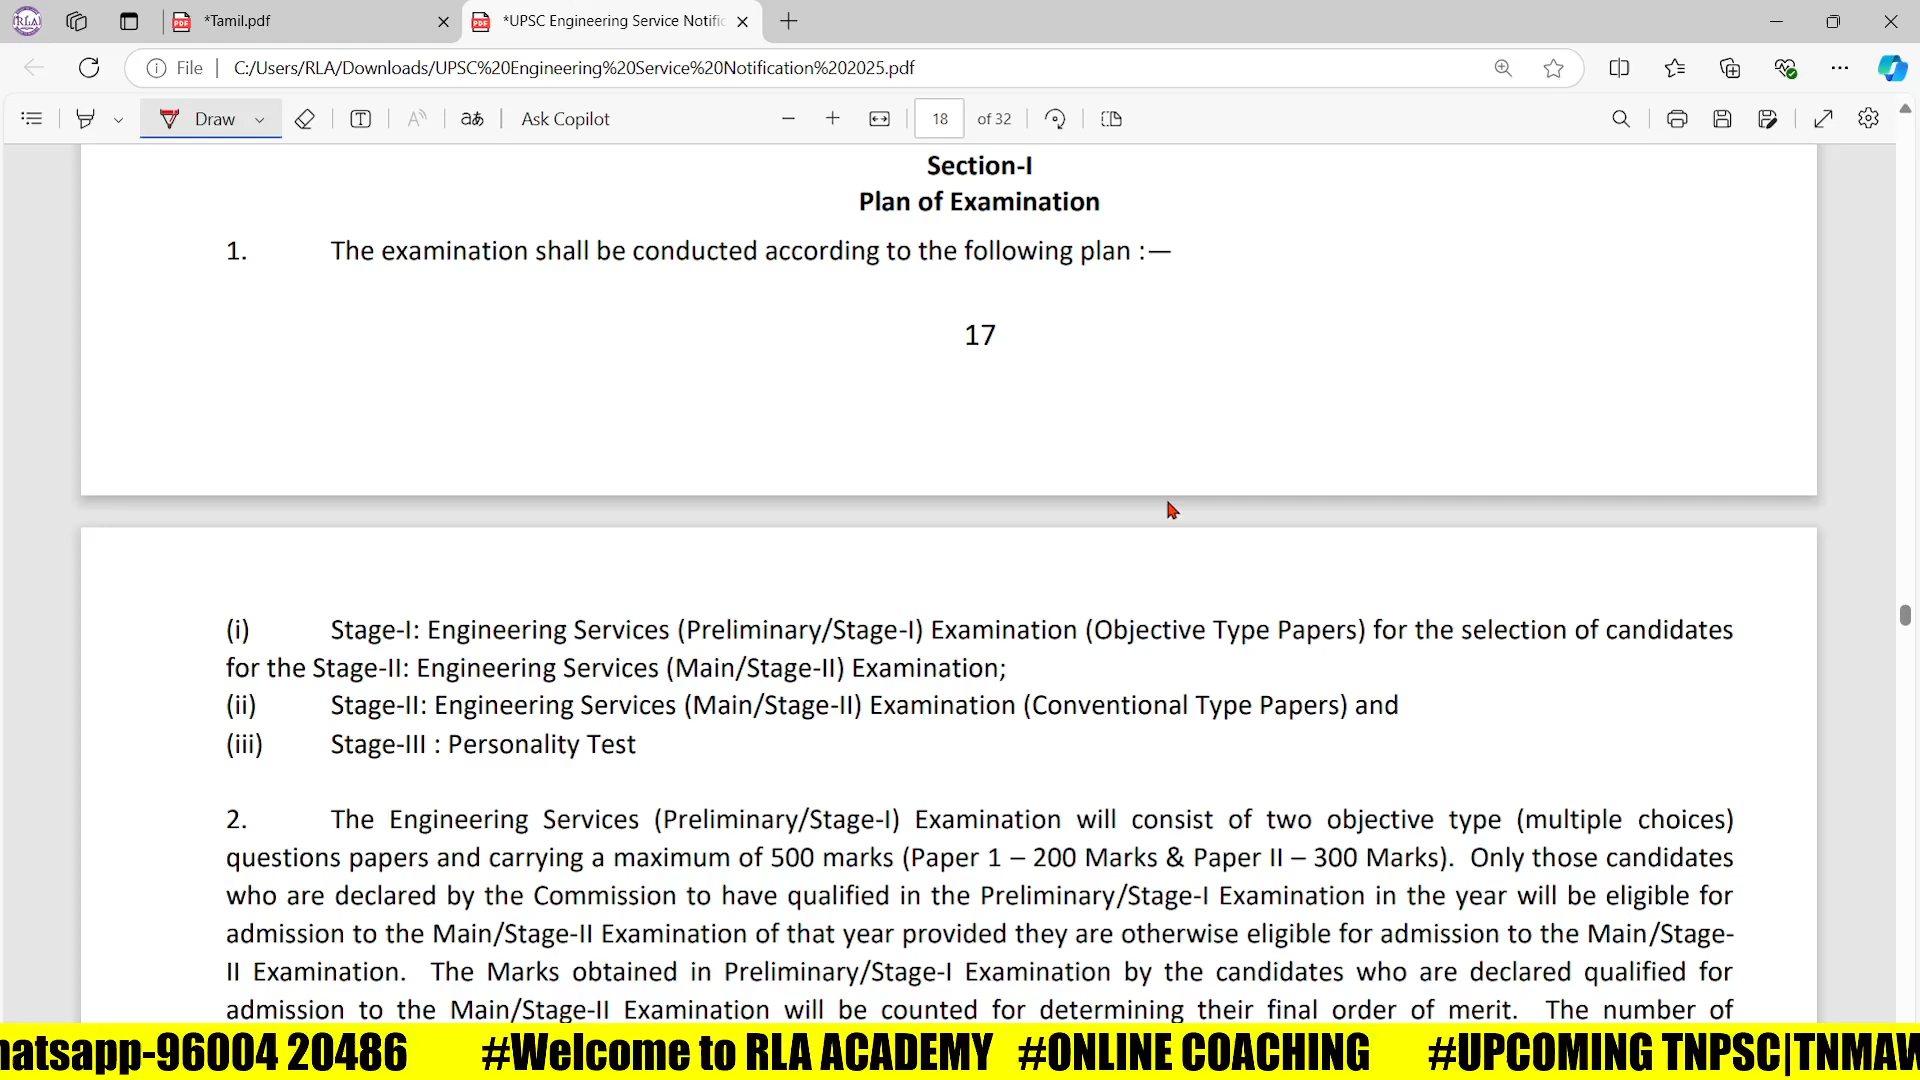 RLA
*Tamil.pdf
*UPSC Engineering Service Notific
File
C:/Users/RLA/Downloads/UPSC%20Engineering%20Service%20Notification%202025.pdf
Draw
Ask Copilot
18 of 32
Section-I
Plan of Examination
1. The examination shall be conducted according to the following plan :—
17
(i) Stage-I: Engineering Services (Preliminary/Stage-I) Examination (Objective Type Papers) for the selection of candidates
for the Stage-II: Engineering Services (Main/Stage-II) Examination;
(ii) Stage-II: Engineering Services (Main/Stage-II) Examination (Conventional Type Papers) and
(iii) Stage-III : Personality Test
2. The Engineering Services (Preliminary/Stage-I) Examination will consist of two objective type (multiple choices)
questions papers and carrying a maximum of 500 marks (Paper 1 – 200 Marks & Paper II – 300 Marks). Only those candidates
who are declared by the Commission to have qualified in the Preliminary/Stage-I Examination in the year will be eligible for
admission to the Main/Stage-II Examination of that year provided they are otherwise eligible for admission to the Main/Stage-
II Examination. The Marks obtained in Preliminary/Stage-I Examination by the candidates who are declared qualified for
admission to the Main/Stage-II Examination will be counted for determining their final order of merit. The number of
hatsapp-96004 20486 #Welcome to RLA ACADEMY #ONLINE COACHING #UPCOMING TNPSC|TNMAW